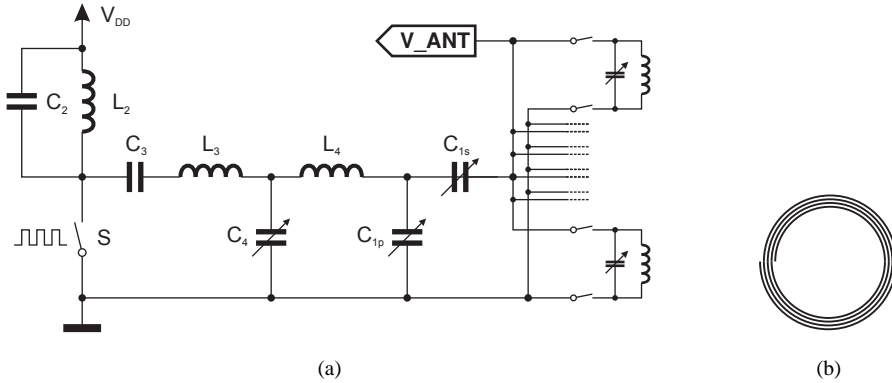 V_DD
V_ANT
C_2
L_2
C_3
L_3
L_4
C_1s
S
C_4
C_1p
(a)
(b)